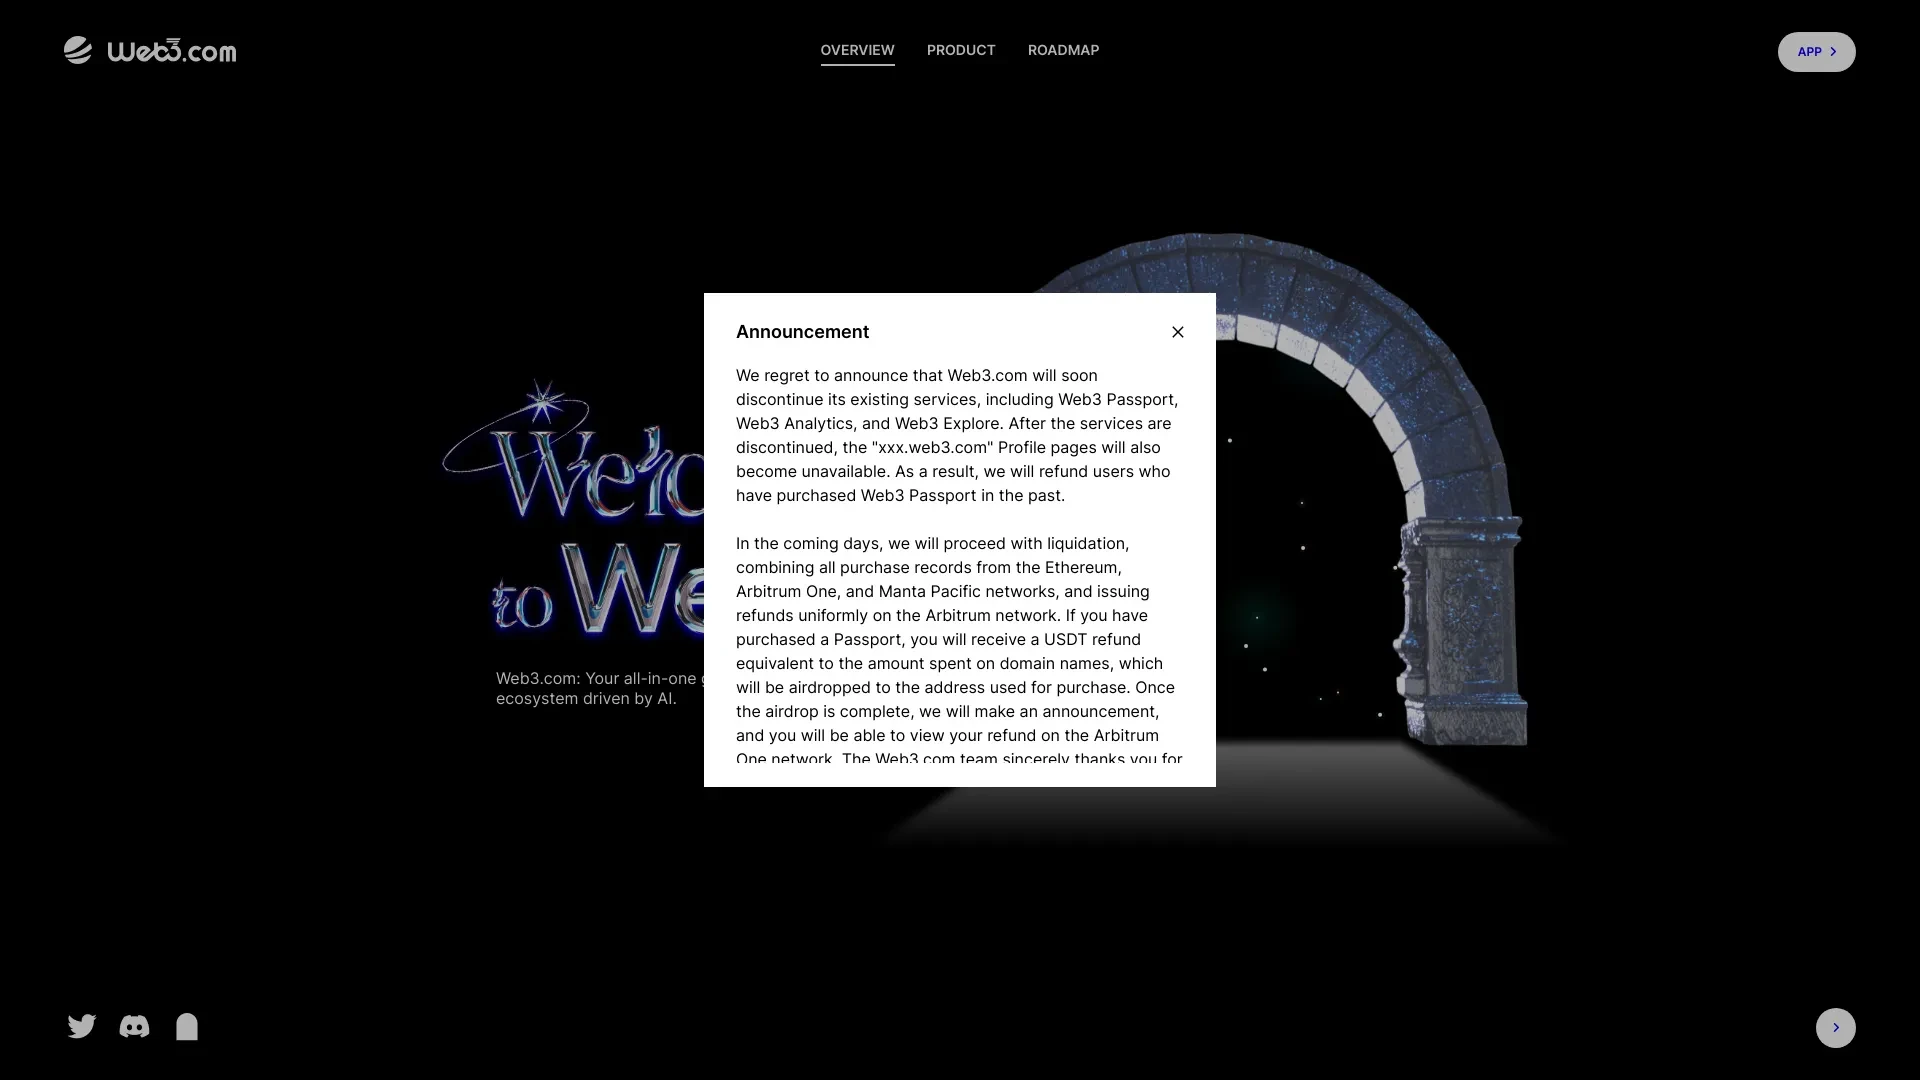 Web3.com
OVERVIEW
PRODUCT
ROADMAP
APP
Announcement
We regret to announce that Web3.com will soon
discontinue its existing services, including Web3 Passport,
Web3 Analytics, and Web3 Explore. After the services are
discontinued, the "xxx.web3.com" Profile pages will also
become unavailable. As a result, we will refund users who
have purchased Web3 Passport in the past.
In the coming days, we will proceed with liquidation,
combining all purchase records from the Ethereum,
Arbitrum One, and Manta Pacific networks, and issuing
refunds uniformly on the Arbitrum network. If you have
purchased a Passport, you will receive a USDT refund
equivalent to the amount spent on domain names, which
will be airdropped to the address used for purchase. Once
the airdrop is complete, we will make an announcement,
and you will be able to view your refund on the Arbitrum
One network. The Web3.com team sincerely thanks you for
to
Web3.com: Your all-in-one
ecosystem driven by AI.